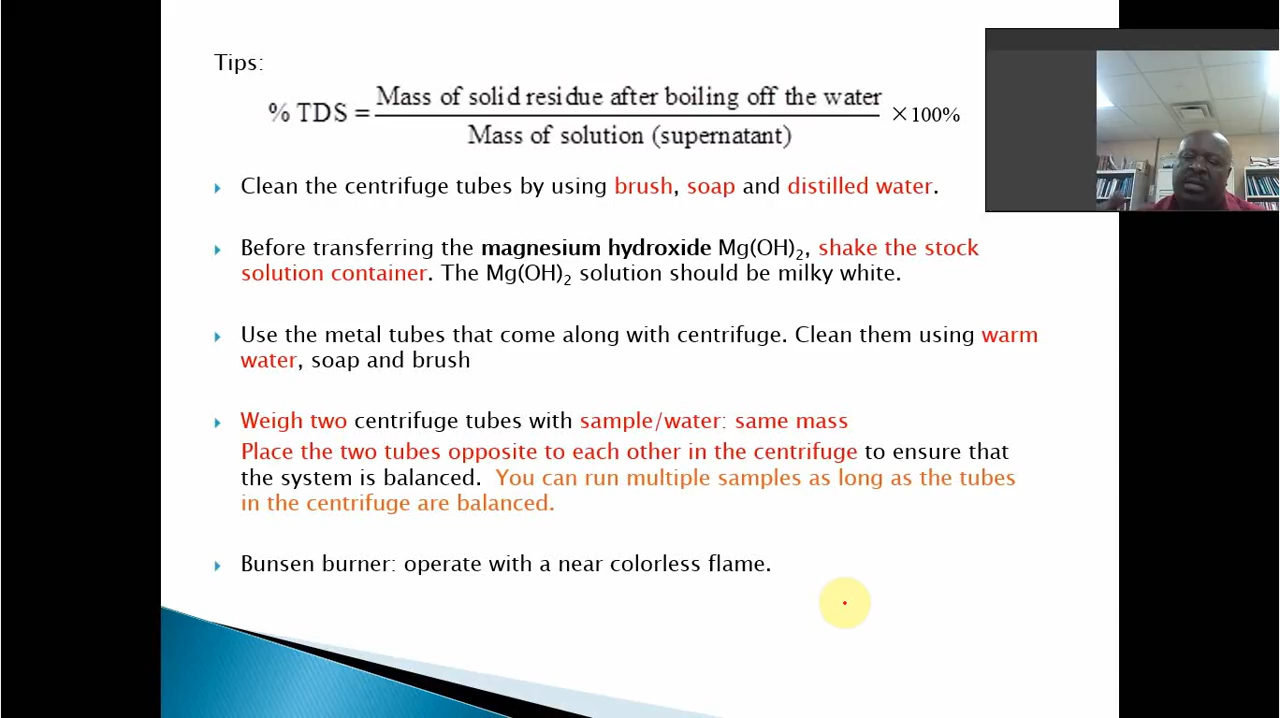 Tips:
% TDS = Mass of solid residue after boiling off the water / Mass of solution (supernatant) ×100%
Clean the centrifuge tubes by using brush, soap and distilled water.
Before transferring the magnesium hydroxide Mg(OH)₂, shake the stock
solution container. The Mg(OH)₂ solution should be milky white.
Use the metal tubes that come along with centrifuge. Clean them using warm
water, soap and brush
Weigh two centrifuge tubes with sample/water: same mass
Place the two tubes opposite to each other in the centrifuge to ensure that
the system is balanced. You can run multiple samples as long as the tubes
in the centrifuge are balanced.
Bunsen burner: operate with a near colorless flame.